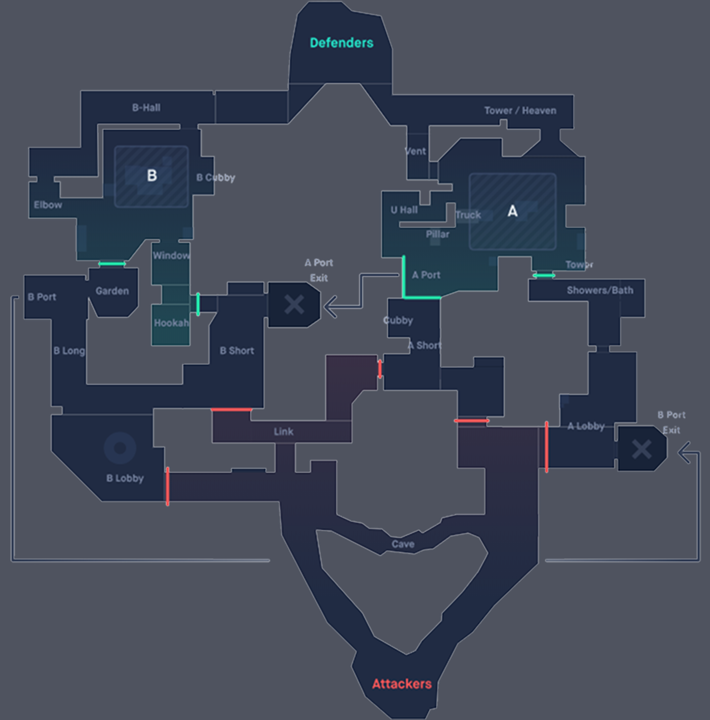 Defenders
B-Hall
Tower / Heaven
Vent
B
B Cubby
Elbow
U Hall
Truck
A
Pillar
Window
A Port
Exit
A Port
Tower
Showers/Bath
B Port
Garden
Hookah
Cubby
B Long
B Short
A Short
Link
A Lobby
B Port
Exit
B Lobby
Cave
Attackers